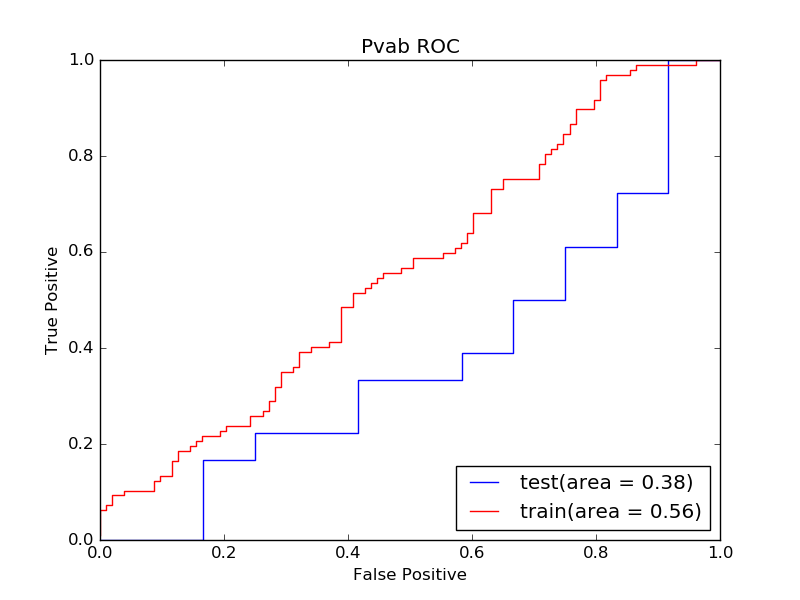 Pvab ROC
1.0
0.8
0.6
0.4
0.2
0.0
True Positive
0.0 0.2 0.4 0.6 0.8 1.0
False Positive
test(area = 0.38)
train(area = 0.56)